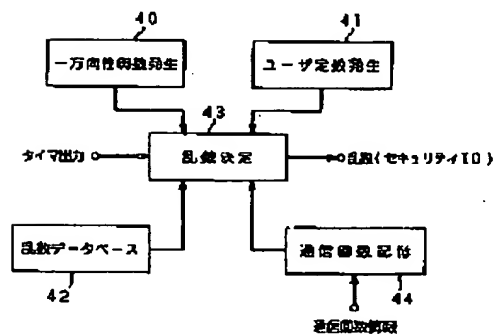 40
41
一方向性関数発生
ユーザ定数発生
43
タイマ出力
乱数決定
乱数(セキュリティID)
乱数データベース
通信回数記憶
42
44
通信回数情報